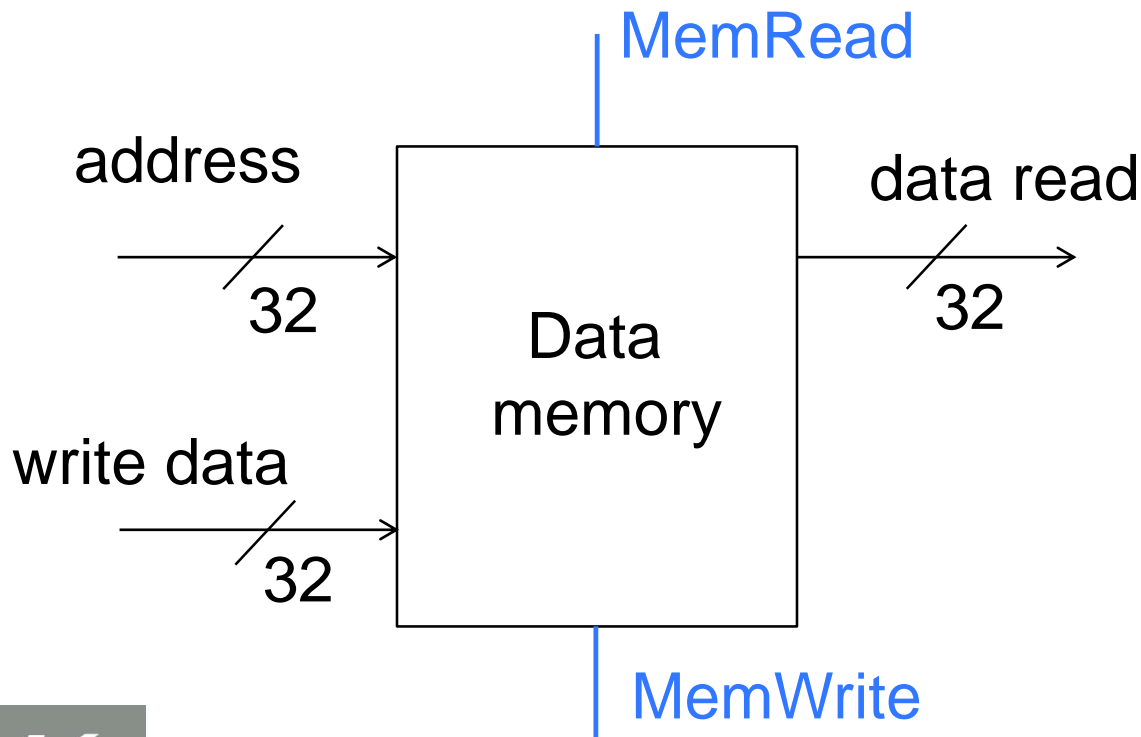 MemRead
address
data read
32
32
Data
memory
write data
32
MemWrite